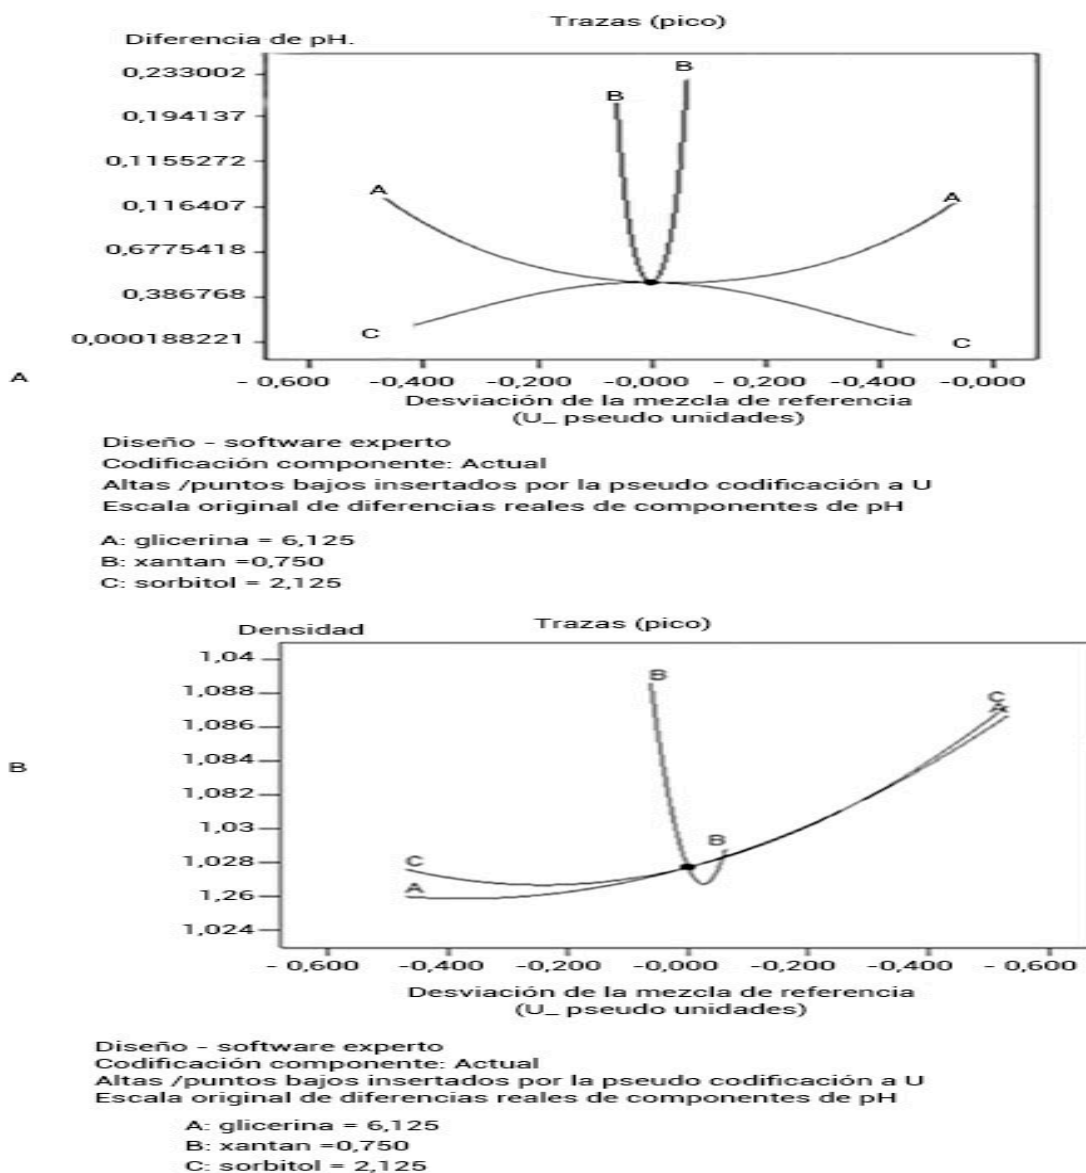 Trazas (pico)
Diferencia de pH.
0,233002
0,194137
0,1155272
0,116407
0,6775418
0,386768
0,000188221
B
B
A
A
C
C
A
- 0,600 -0,400 -0,200 -0,000 - 0,200 -0,400 -0,000
Desviación de la mezcla de referencia
(U_ pseudo unidades)
Diseño - software experto
Codificación componente: Actual
Altas /puntos bajos insertados por la pseudo codificación a U
Escala original de diferencias reales de componentes de pH
A: glicerina = 6,125
B: xantan =0,750
C: sorbitol = 2,125
Trazas (pico)
Densidad
1,04
1,088
1,086
1,084
1,082
1,03
1,028
1,26
1,024
B
C
A
B
B
C
A
- 0,600 -0,400 -0,200 -0,000 -0,200 -0,400 - 0,600
Desviación de la mezcla de referencia
(U_ pseudo unidades)
Diseño - software experto
Codificación componente: Actual
Altas /puntos bajos insertados por la pseudo codificación a U
Escala original de diferencias reales de componentes de pH
A: glicerina = 6,125
B: xantan =0,750
C: sorbitol = 2,125